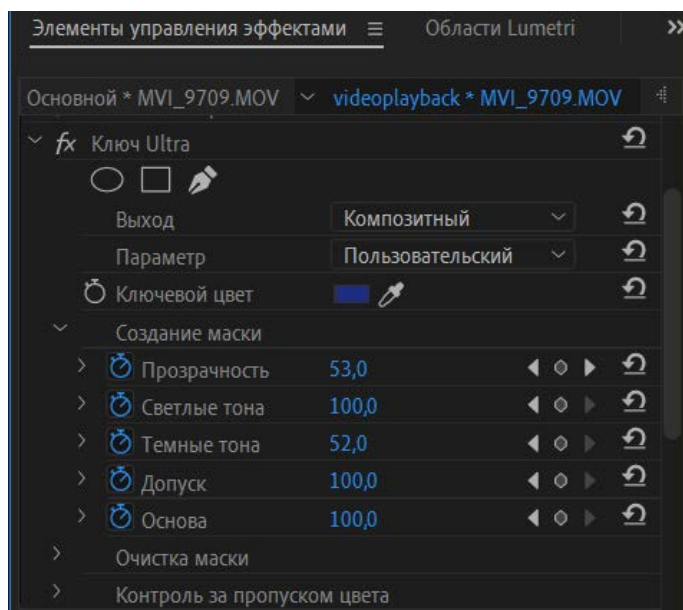 Элементы управления эффектами ≡ Области Lumetri »
Основной * MVI_9709.MOV videoplayback * MVI_9709.MOV
fx Ключ Ultra
Выход Композитный
Параметр Пользовательский
Ключевой цвет
Создание маски
Прозрачность 53,0
Светлые тона 100,0
Темные тона 52,0
Допуск 100,0
Основа 100,0
Очистка маски
Контроль за пропуском цвета